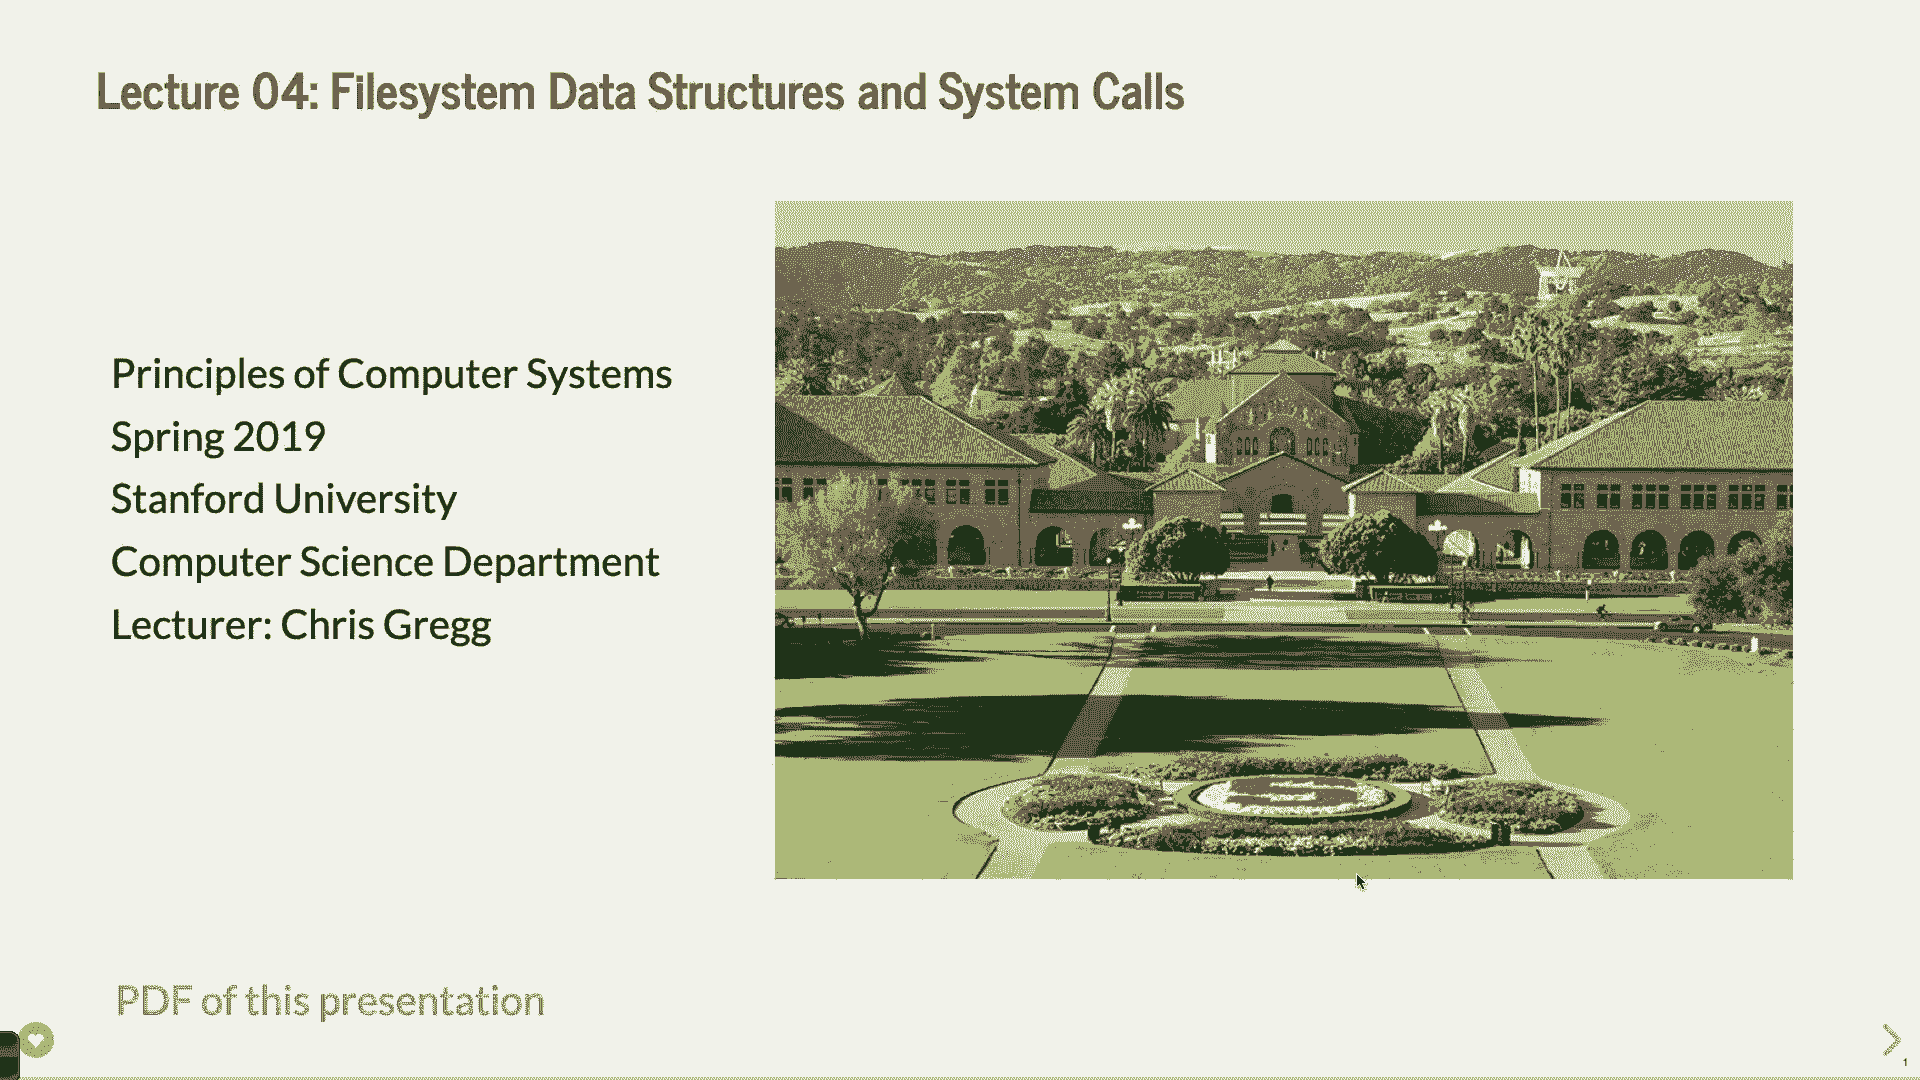 Lecture 04: Filesystem Data Structures and System Calls
Principles of Computer Systems
Spring 2019
Stanford University
Computer Science Department
Lecturer: Chris Gregg
PDF of this presentation
1